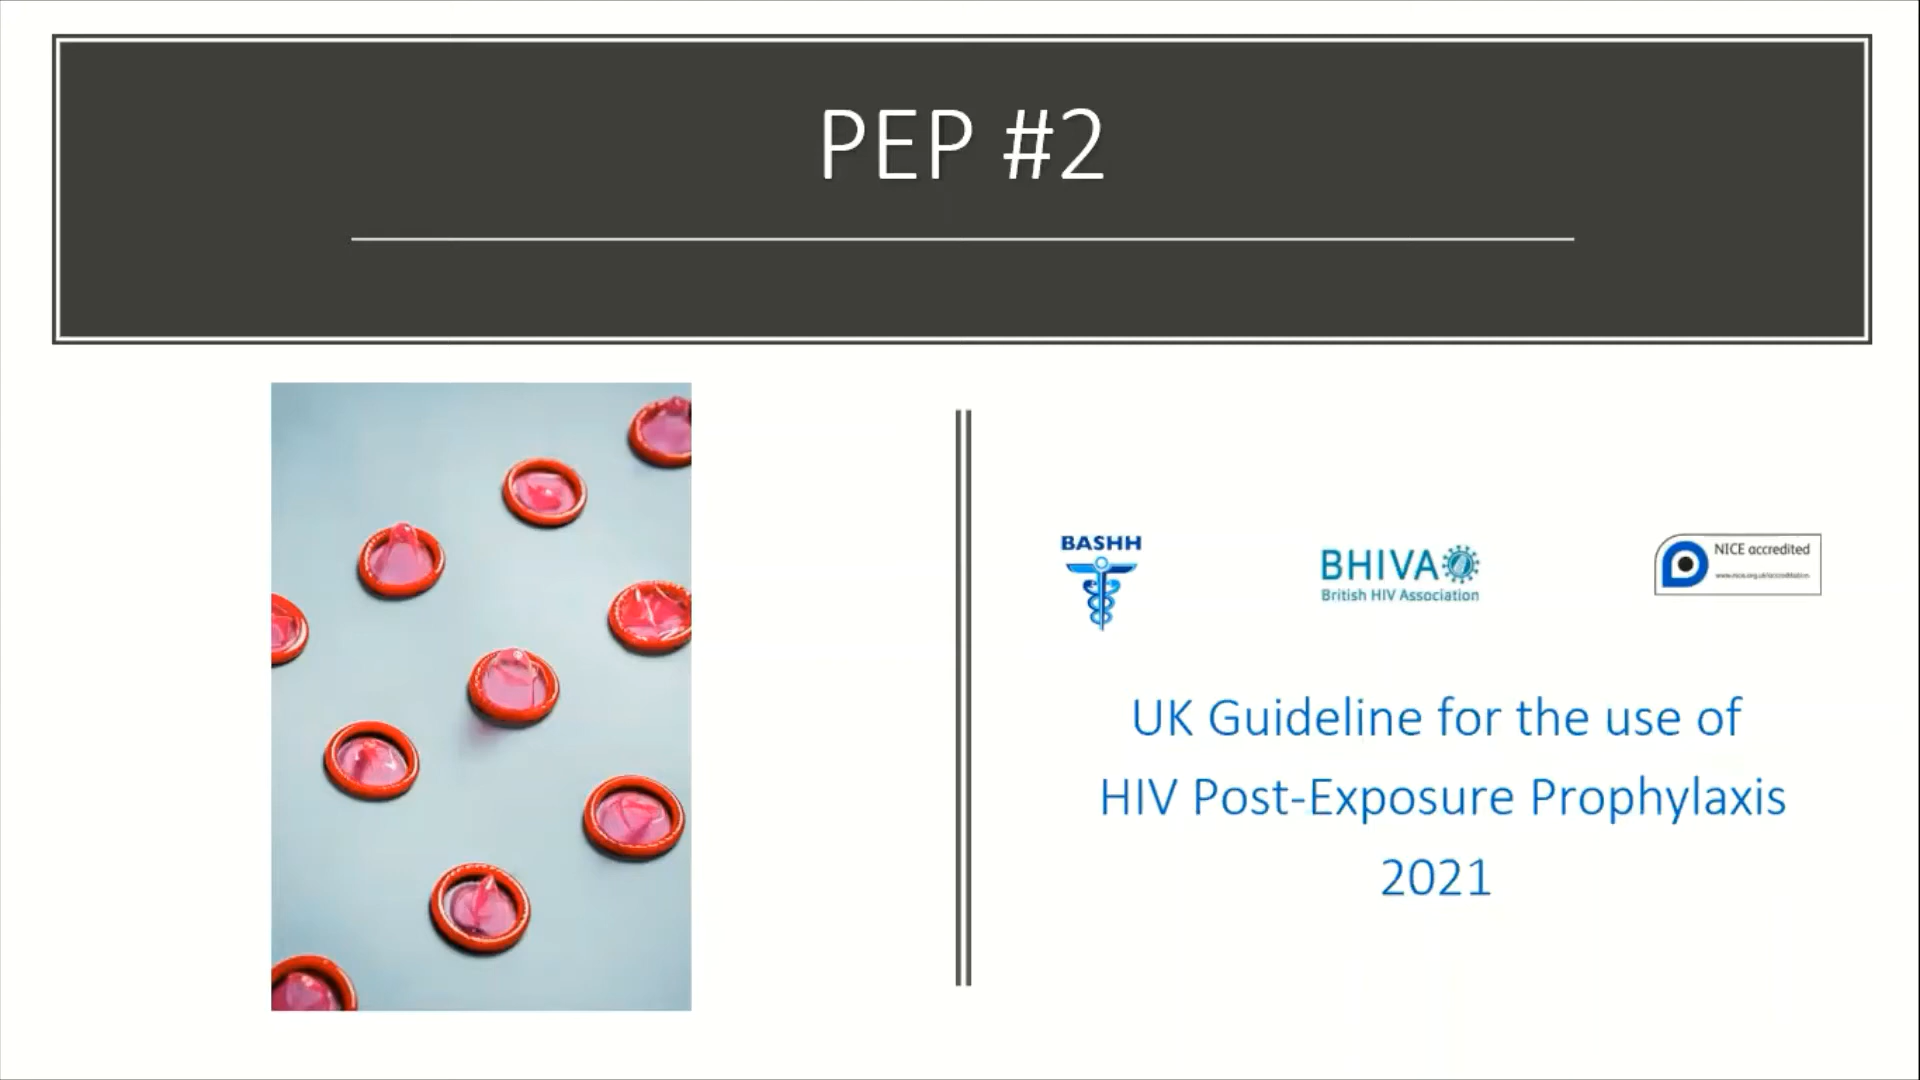 PEP #2
BASHH
BHIVA
British HIV Association
NICE accredited
UK Guideline for the use of
HIV Post-Exposure Prophylaxis
2021